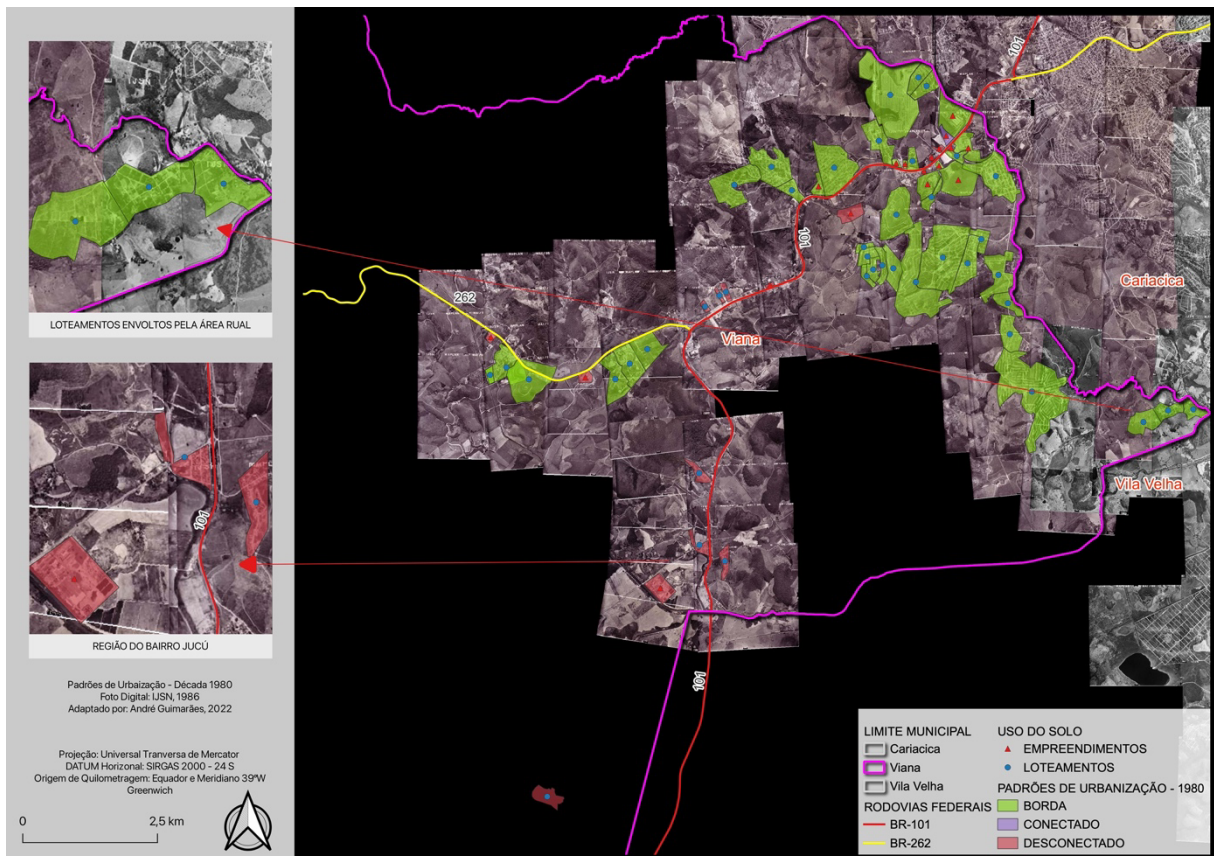 LOTEAMENTOS ENVOLTOS PELA ÁREA RUAL
101
REGIÃO DO BAIRRO JUCÚ
Padrões de Urbaização - Década 1980
Foto Digital: IJSN, 1986
Adaptado por: André Guimarães, 2022
Projeção: Universal Tranversa de Mercator
DATUM Horizonal: SIRGAS 2000 - 24 S
Origem de Quilometragem: Equador e Meridiano 39ºW
Greenwich
0 2,5 km
101
101
262
Cariacica
Viana
Vila Velha
101
LIMITE MUNICIPAL
Cariacica
Viana
Vila Velha
RODOVIAS FEDERAIS
BR-101
BR-262
USO DO SOLO
EMPREENDIMENTOS
LOTEAMENTOS
PADRÕES DE URBANIZAÇÃO - 1980
BORDA
CONECTADO
DESCONECTADO